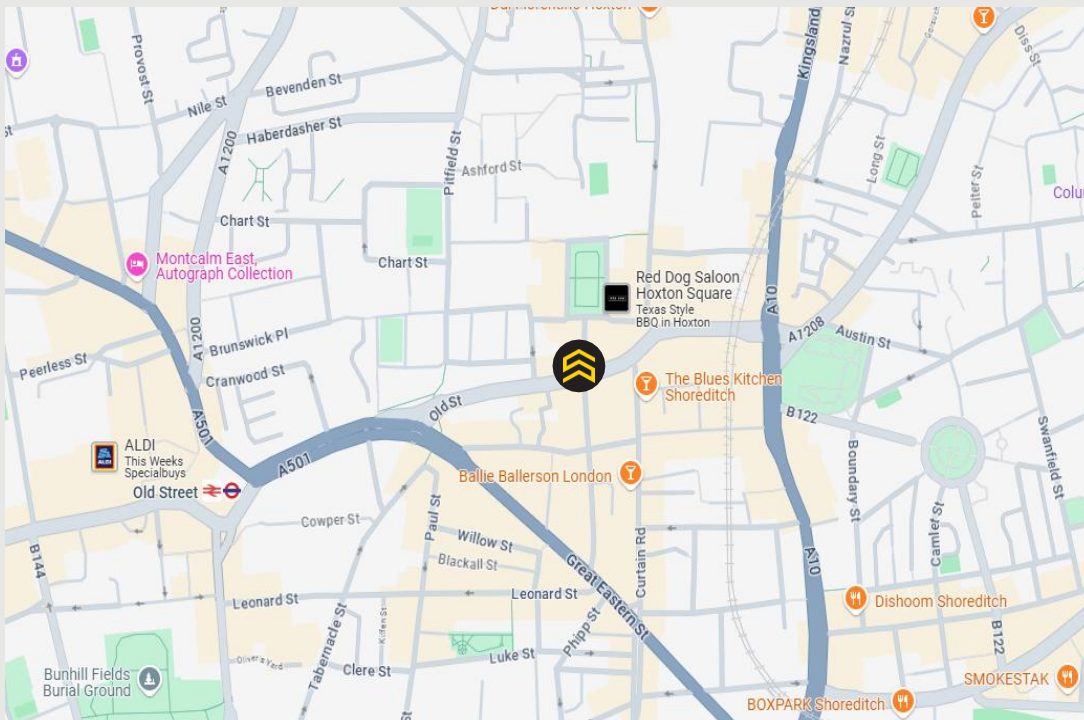 Kingsland
Nazrul St
Diss St
Provost St
Nile St
Bevenden St
Haberdasher St
A1200
Pitfield St
Ashford St
Long St
Pelter St
Colu
Chart St
Chart St
Montcalm East,
Autograph Collection
Red Dog Saloon
Hoxton Square
Texas Style
BBQ in Hoxton
A10
A1208
Austin St
A1200
Brunswick Pl
Peerless St
Cranwood St
Old St
The Blues Kitchen
Shoreditch
B122
A501
A501
ALDI
This Weeks
Specialbuys
Old Street
Ballie Ballerson London
Boundary St
Swanfield St
Cowper St
Paul St
Willow St
Blackall St
Curtain Rd
A10
Camlet St
B144
Great Eastern St
Leonard St
Leonard St
Dishoom Shoreditch
Tabernacle St
Phipp St
B122
Luke St
Clere St
Bunhill Fields
Burial Ground
SMOKESTAK
BOXPARK Shoreditch